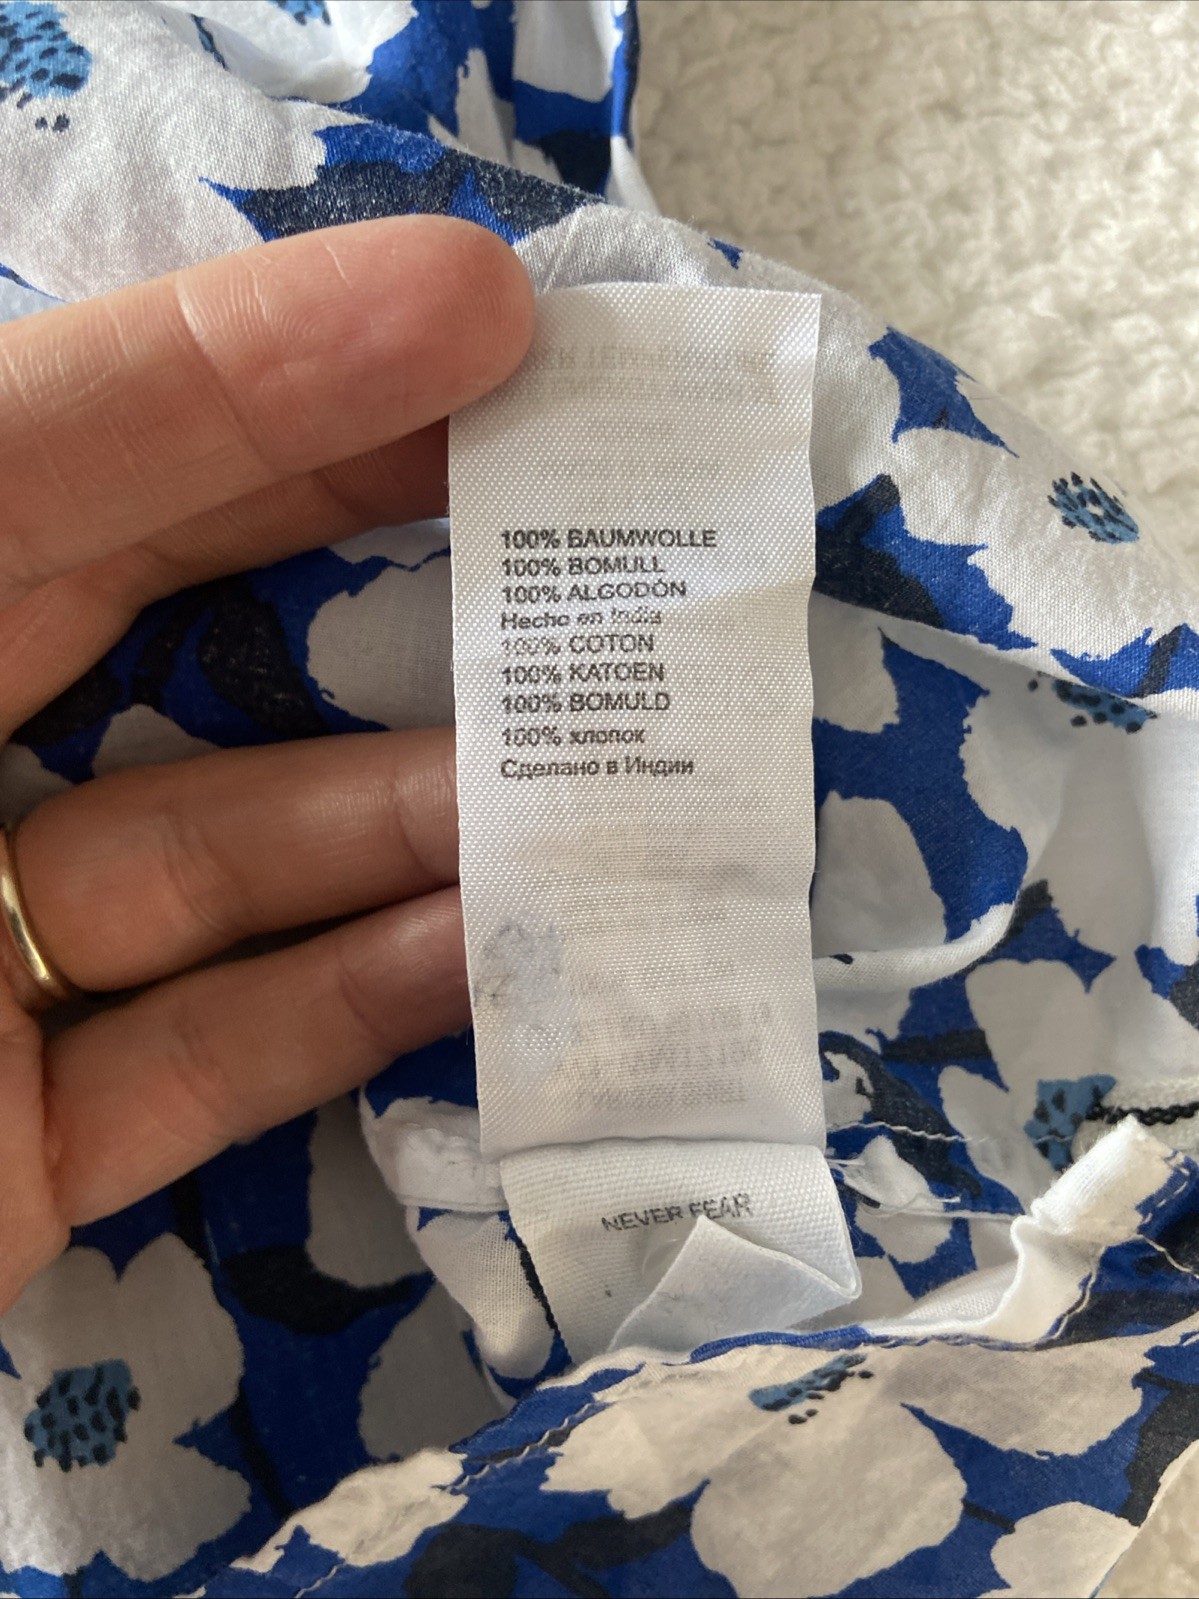 100% BAUMWOLLE
100% BOMULL
100% ALGODÓN
Hecho en India
100% COTON
100% KATOEN
100% BOMULD
100% хлопок
Сделано в Индии
NEVER FEAR